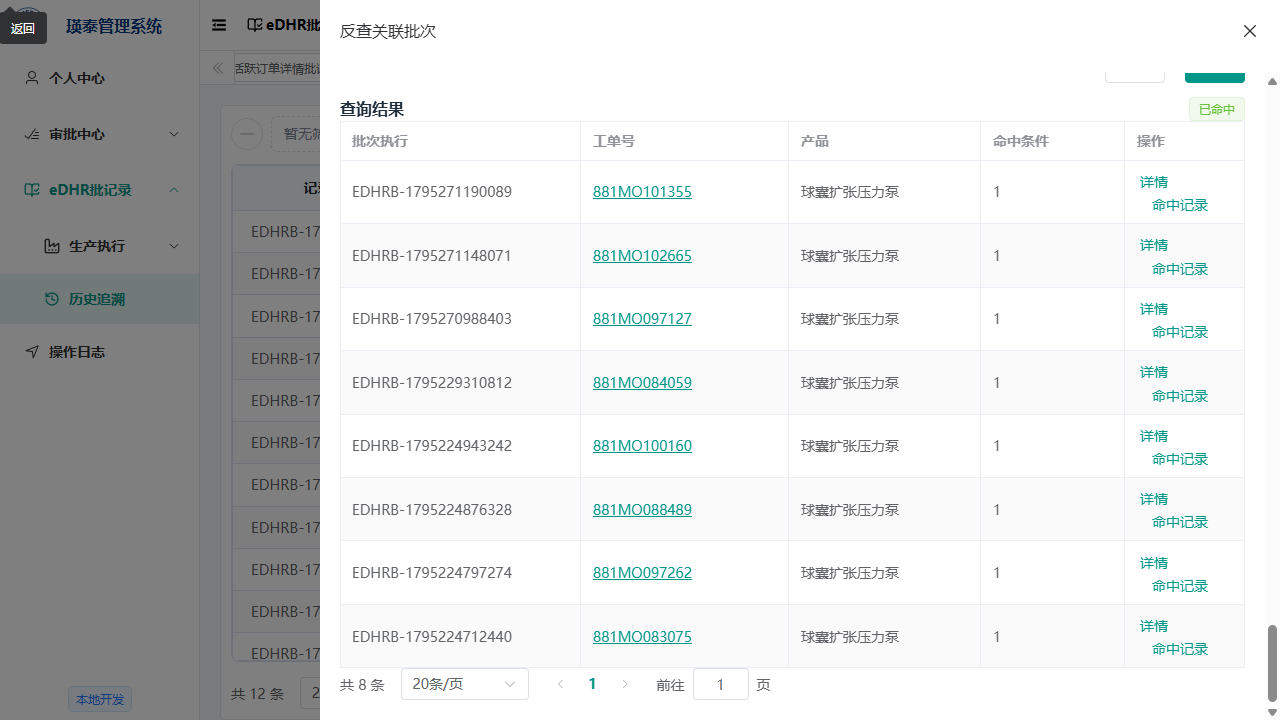 返回
瑛泰管理系统
个人中心
审批中心
eDHR批记录
生产执行
历史追溯
操作日志
本地开发
eDHR批
活跃订单详情批记
暂无筛
EDHRB-17
EDHRB-17
EDHRB-17
EDHRB-17
EDHRB-17
EDHRB-17
EDHRB-17
EDHRB-17
EDHRB-17
EDHRB-17
EDHRB-17
共 12 条
反查关联批次
查询结果
已命中
批次执行 工单号 产品 命中条件 操作
EDHRB-1795271190089 881MO101355 球囊扩张压力泵 1 详情
命中记录
EDHRB-1795271148071 881MO102665 球囊扩张压力泵 1 详情
命中记录
EDHRB-1795270988403 881MO097127 球囊扩张压力泵 1 详情
命中记录
EDHRB-1795229310812 881MO084059 球囊扩张压力泵 1 详情
命中记录
EDHRB-1795224943242 881MO100160 球囊扩张压力泵 1 详情
命中记录
EDHRB-1795224876328 881MO088489 球囊扩张压力泵 1 详情
命中记录
EDHRB-1795224797274 881MO097262 球囊扩张压力泵 1 详情
命中记录
EDHRB-1795224712440 881MO083075 球囊扩张压力泵 1 详情
命中记录
共 8 条 20条/页 1 前往 1 页